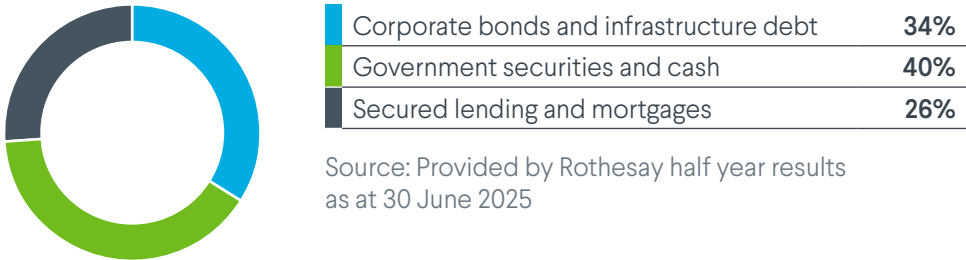 Corporate bonds and infrastructure debt 34%
Government securities and cash 40%
Secured lending and mortgages 26%
Source: Provided by Rothesay half year results
as at 30 June 2025